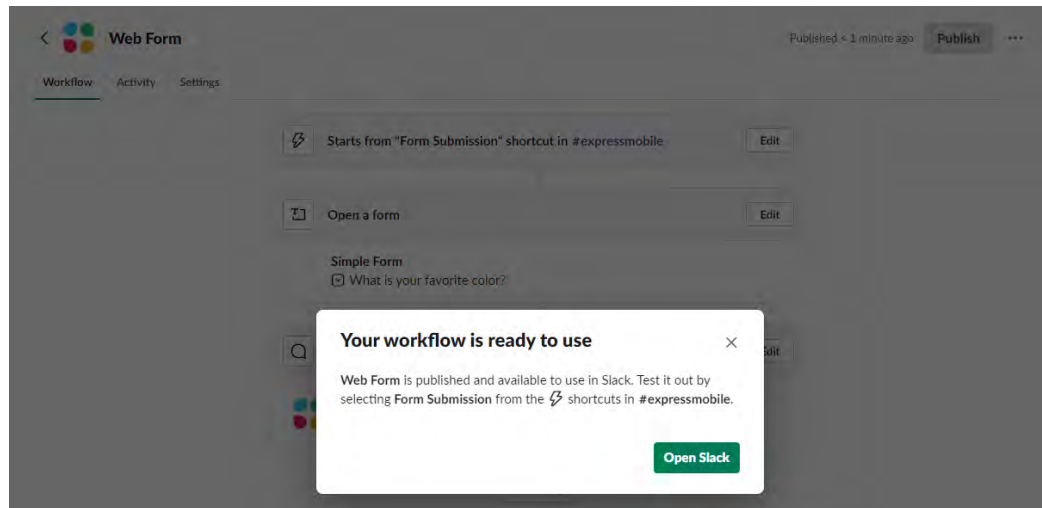 Web Form
Published < 1 minute ago
Publish
Workflow Activity Settings
Starts from "Form Submission" shortcut in #expressmobile
Edit
Open a form
Edit
Simple Form
What is your favorite color?
Edit
Your workflow is ready to use
Web Form is published and available to use in Slack. Test it out by
selecting Form Submission from the shortcuts in #expressmobile.
Open Slack